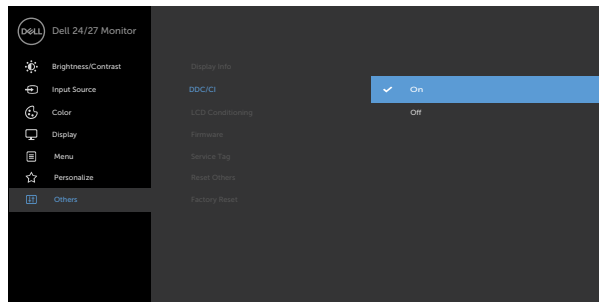 DELL Dell 24/27 Monitor
Brightness/Contrast Display Info
Input Source DDC/CI On
Color LCD Conditioning Off
Display Firmware
Menu Service Tag
Personalize Reset Others
Others Factory Reset